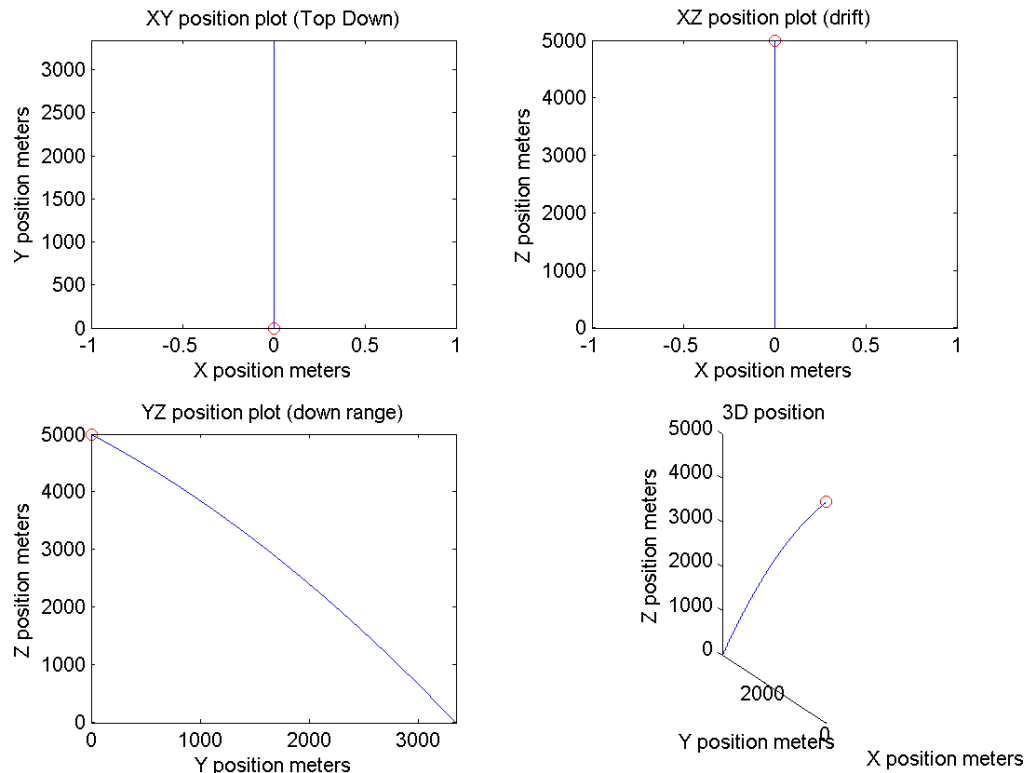 XY position plot (Top Down)
3000
2500
2000
1500
1000
500
0
Y position meters
-1 -0.5 0 0.5 1
X position meters
XZ position plot (drift)
5000
4000
3000
2000
1000
0
Z position meters
-1 -0.5 0 0.5 1
X position meters
YZ position plot (down range)
5000
4000
3000
2000
1000
0
Z position meters
0 1000 2000 3000
Y position meters
3D position
5000
4000
3000
2000
1000
0
Z position meters
2000
0
Y position meters
X position meters